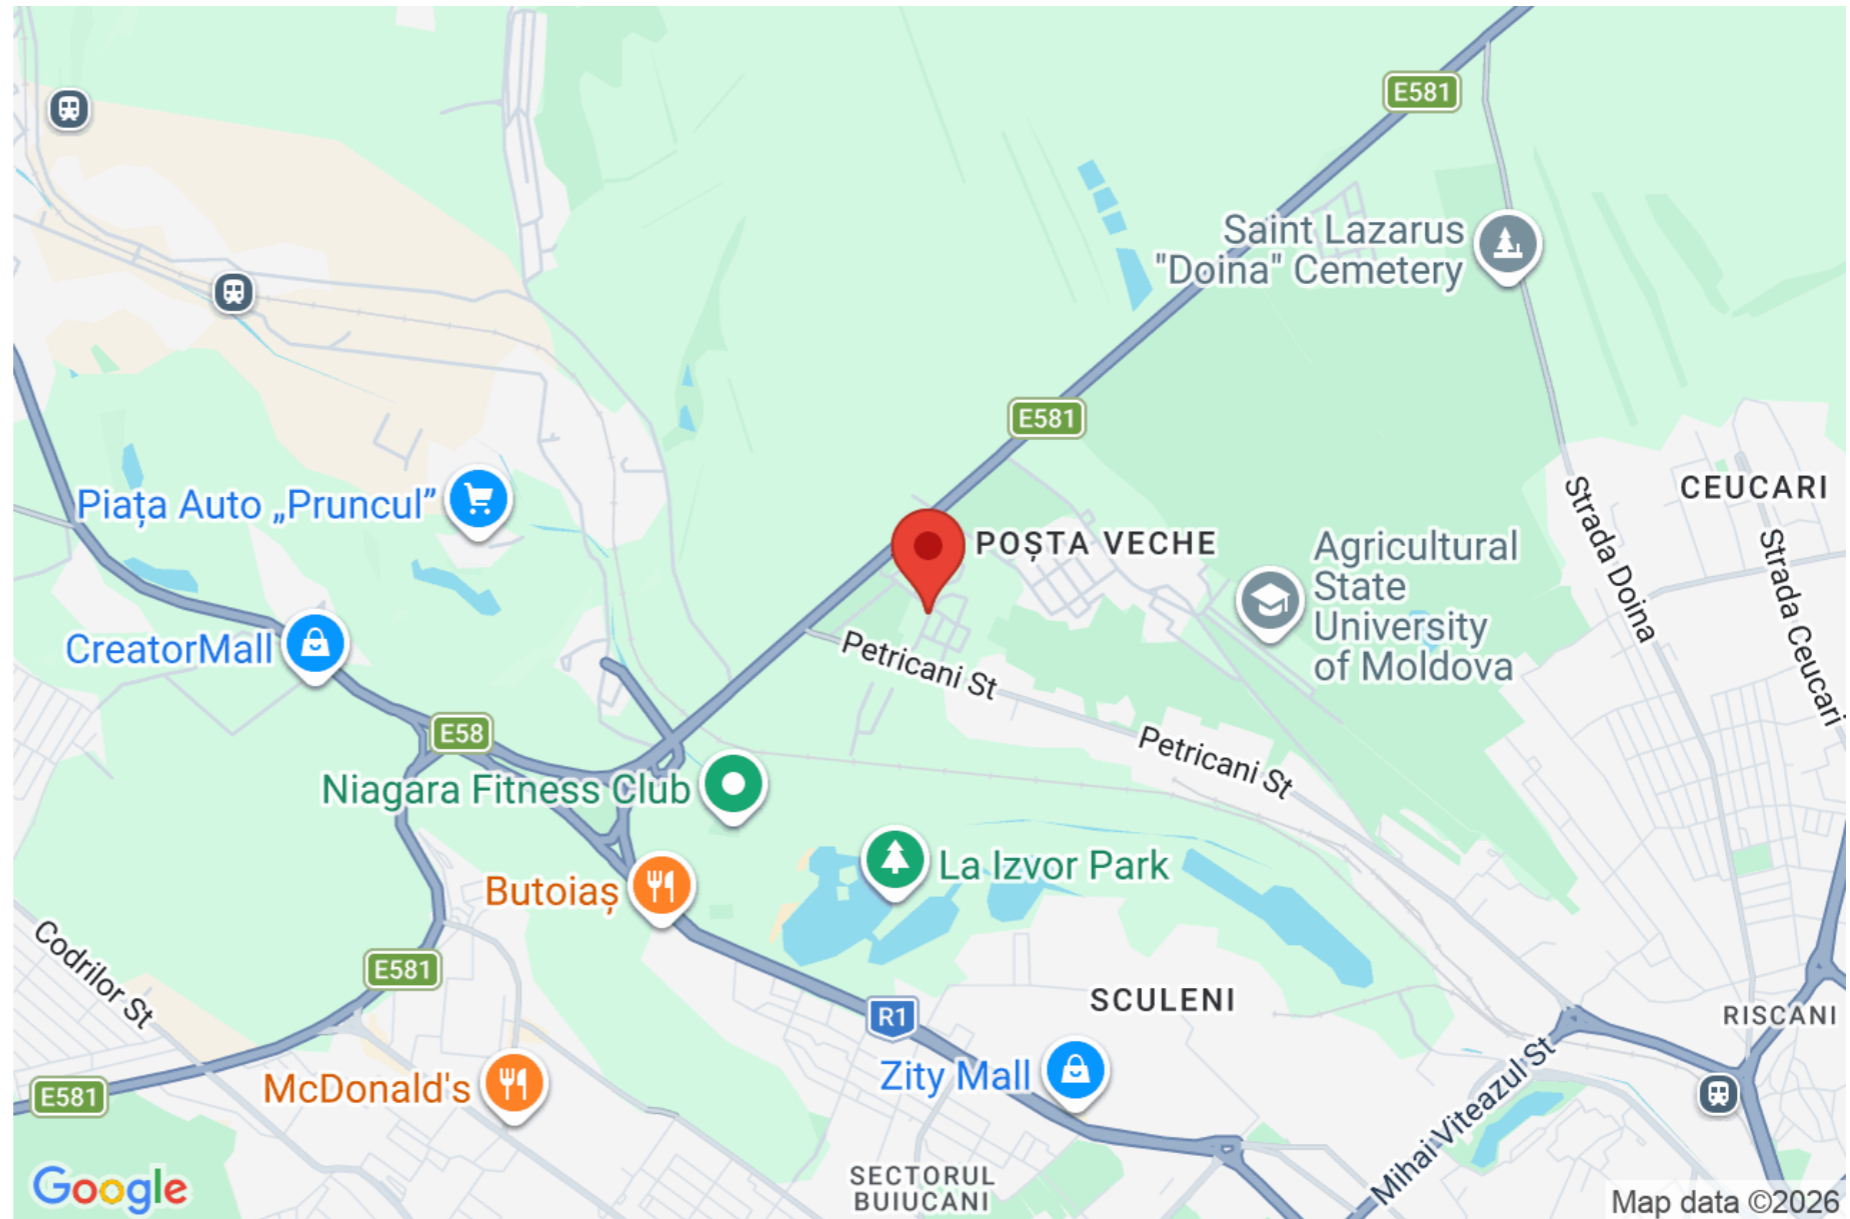 E581
Saint Lazarus
"Doina" Cemetery
E581
CEUCARI
Piața Auto „Pruncul”
Strada Doina
Strada Ceucari
POȘTA VECHE
Agricultural
State
University
of Moldova
CreatorMall
Petricani St
E58
Petricani St
Niagara Fitness Club
La Izvor Park
Butoiaș
Codrilor St
E581
SCULENI
R1
RISCANI
Zity Mall
McDonald's
E581
Mihai Viteazul St
SECTORUL
BUIUCANI
Google
Map data ©2026